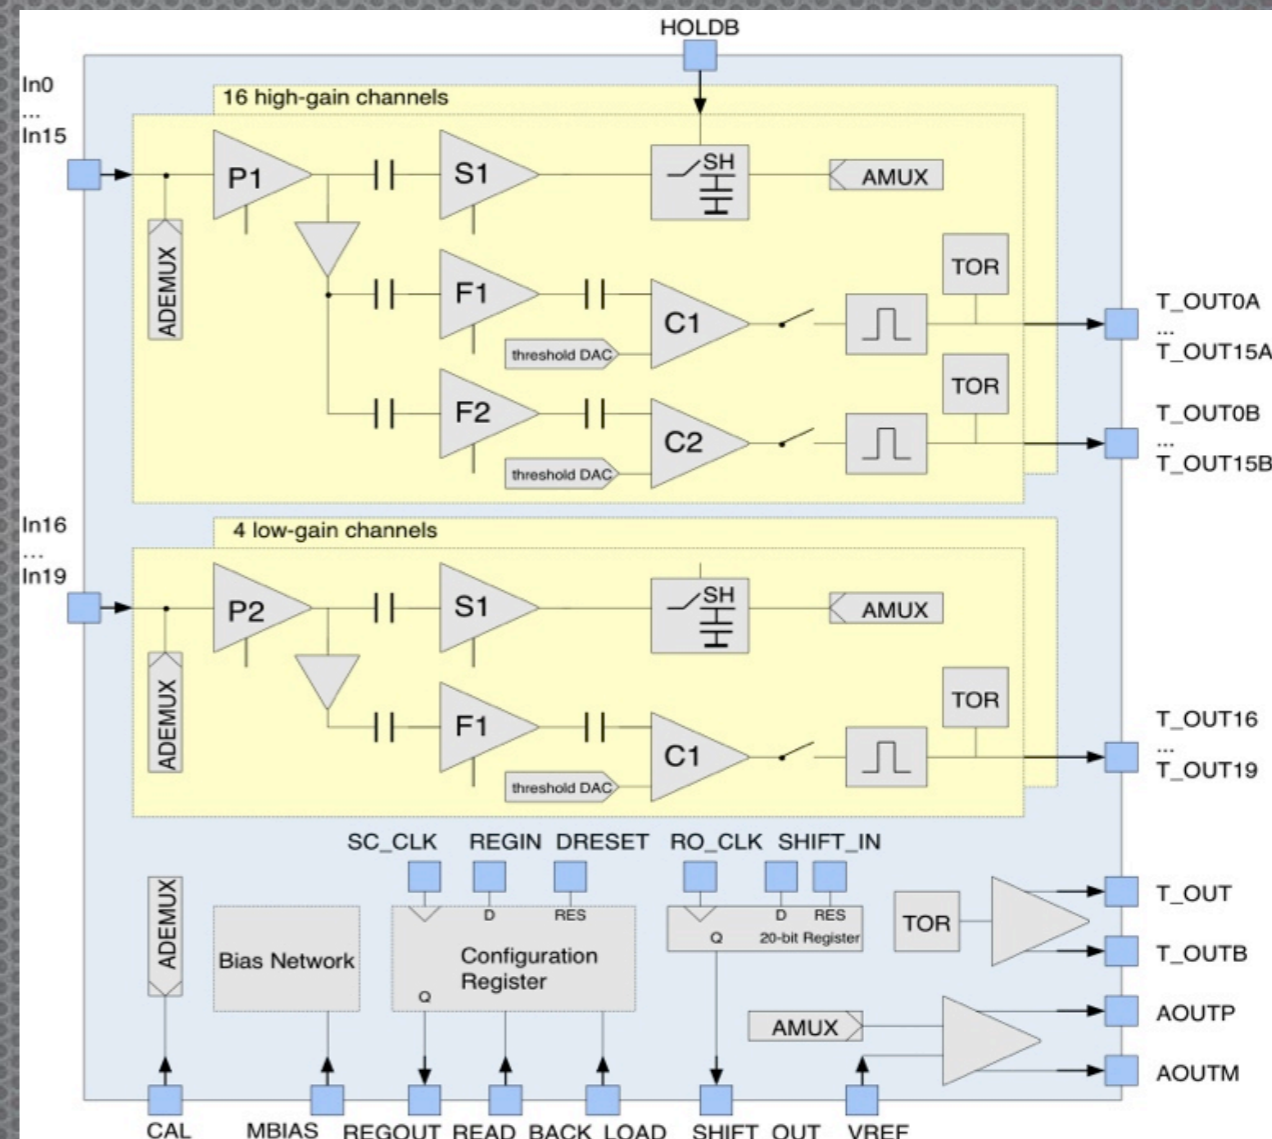 HOLDB
In0
...
In15
16 high-gain channels
P1
S1
SH
AMUX
ADEMUX
F1
threshold DAC
C1
TOR
T_OUT0A
...
T_OUT15A
F2
threshold DAC
C2
TOR
T_OUT0B
...
T_OUT15B
In16
...
In19
4 low-gain channels
P2
S1
SH
AMUX
ADEMUX
F1
threshold DAC
C1
TOR
T_OUT16
...
T_OUT19
SC_CLK REGIN DRESET RO_CLK SHIFT_IN
ADEMUX
Bias Network
D RES
Configuration
Register
Q
D RES
Q 20-bit Register
TOR
T_OUT
T_OUTB
AMUX
AOUTP
AOUTM
CAL MBIAS REGOUT READ_BACK LOAD SHIFT_OUT VREF